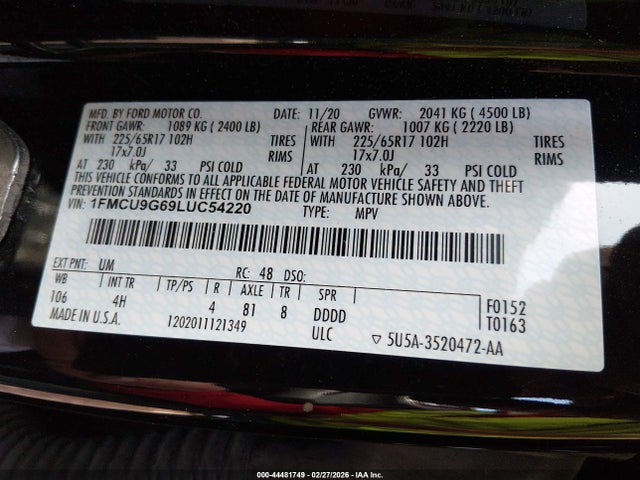 MFD. BY FORD MOTOR CO. DATE: 11/20 GVWR: 2041 KG ( 4500 LB)
FRONT GAWR: 1089 KG ( 2400 LB) REAR GAWR: 1007 KG ( 2220 LB)
WITH 225/65R17 102H TIRES WITH 225/65R17 102H TIRES
17x7.0J RIMS 17x7.0J RIMS
AT 230 kPa/ 33 PSI COLD AT 230 kPa/ 33 PSI COLD
THIS VEHICLE CONFORMS TO ALL APPLICABLE FEDERAL MOTOR VEHICLE SAFETY AND THEFT
PREVENTION STANDARDS IN EFFECT ON THE DATE OF MANUFACTURE SHOWN ABOVE.
VIN: 1FMCU9G69LUC54220 TYPE: MPV
EXT PNT: UM RC: 48 DSO:
WB INT TR TP/PS R AXLE TR SPR
106 4H 4 81 8 DDDD F0152
T0163
MADE IN U.S.A. 1202011121349 ULC 5U5A-3520472-AA
000-44481749 - 02/27/2026 - IAA Inc.